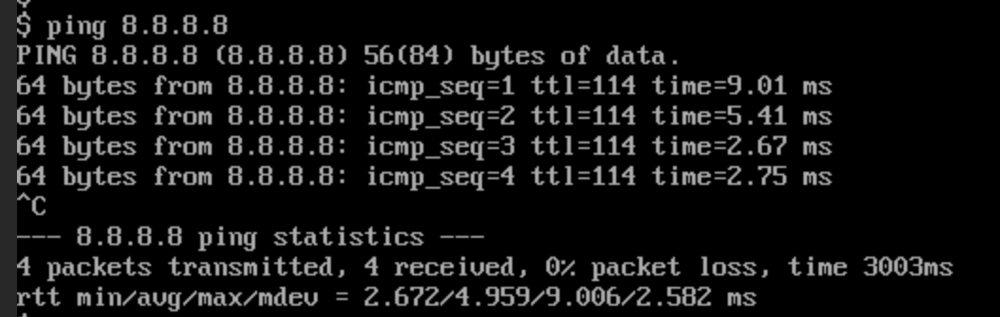 $ ping 8.8.8.8
PING 8.8.8.8 (8.8.8.8) 56(84) bytes of data.
64 bytes from 8.8.8.8: icmp_seq=1 ttl=114 time=9.01 ms
64 bytes from 8.8.8.8: icmp_seq=2 ttl=114 time=5.41 ms
64 bytes from 8.8.8.8: icmp_seq=3 ttl=114 time=2.67 ms
64 bytes from 8.8.8.8: icmp_seq=4 ttl=114 time=2.75 ms
^C
--- 8.8.8.8 ping statistics ---
4 packets transmitted, 4 received, 0% packet loss, time 3003ms
rtt min/avg/max/mdev = 2.672/4.959/9.006/2.582 ms